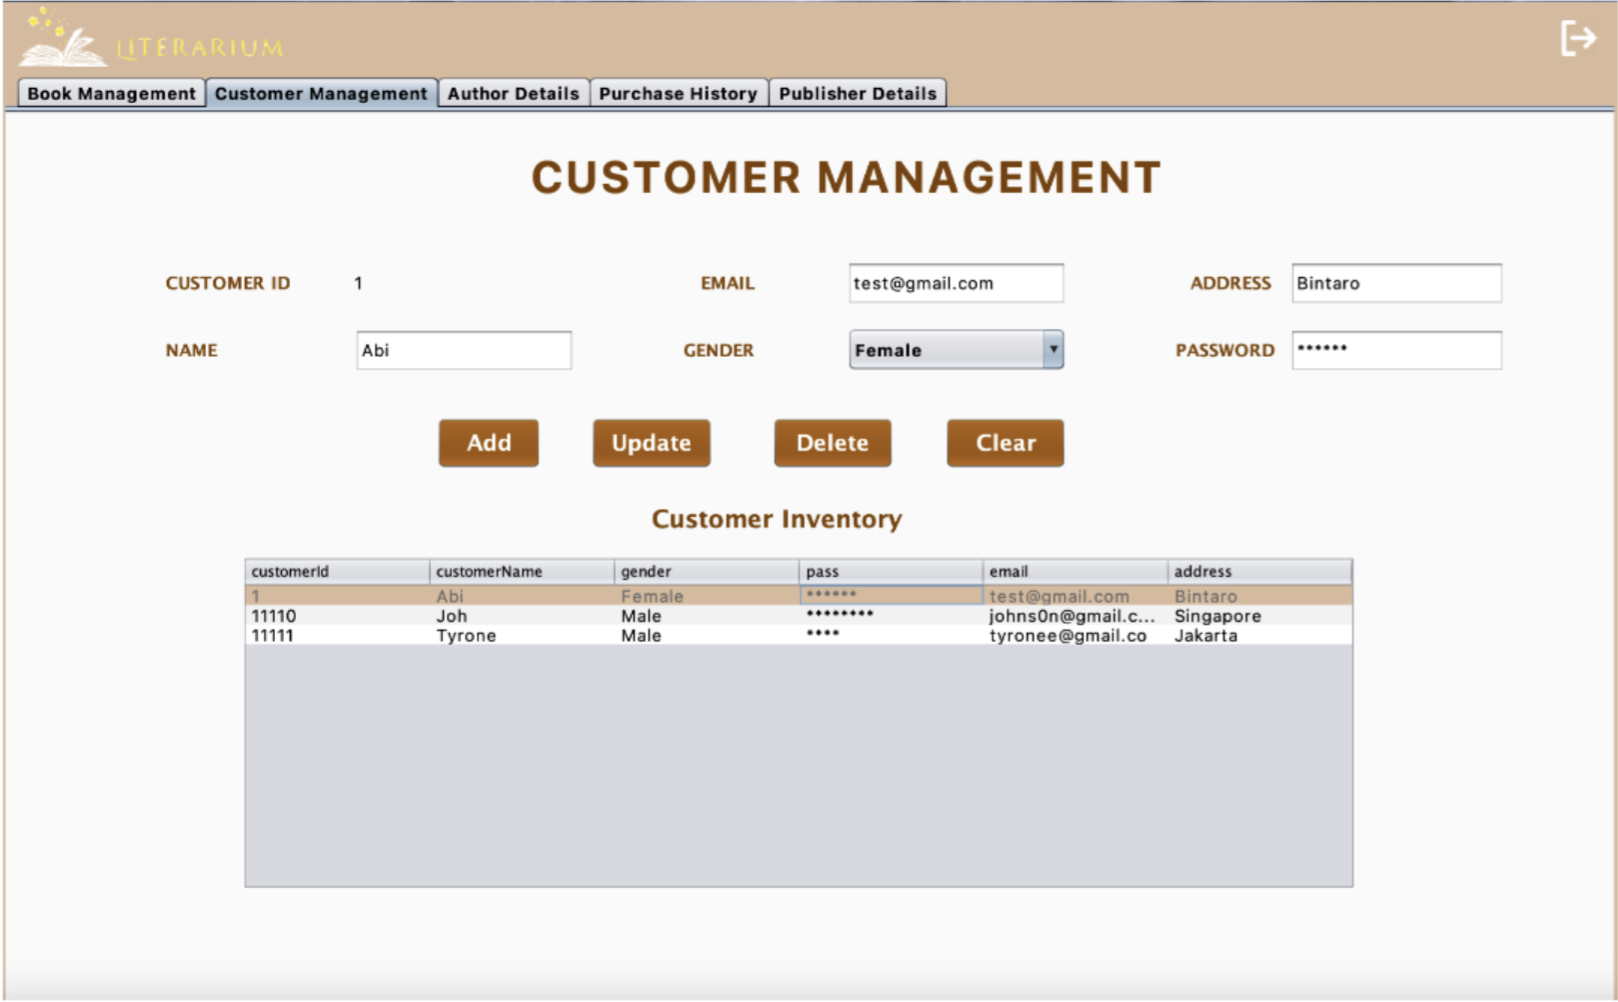 LITERARIUM
Book Management Customer Management Author Details Purchase History Publisher Details
CUSTOMER MANAGEMENT
CUSTOMER ID 1 EMAIL test@gmail.com ADDRESS Bintaro
NAME Abi GENDER Female PASSWORD ******
Add Update Delete Clear
Customer Inventory
customerId customerName gender pass email address
1 Abi Female ****** test@gmail.com Bintaro
11110 Joh Male ******** johns0n@gmail.c... Singapore
11111 Tyrone Male **** tyronee@gmail.co Jakarta